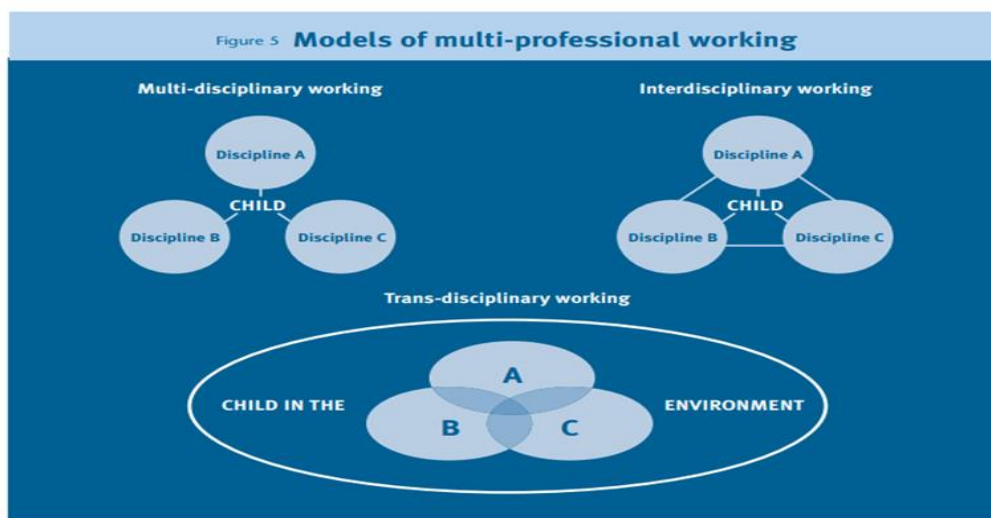 Figure 5 Models of multi-professional working
Multi-disciplinary working
Discipline A
CHILD
Discipline B
Discipline C
Interdisciplinary working
Discipline A
CHILD
Discipline B
Discipline C
Trans-disciplinary working
A
CHILD IN THE
ENVIRONMENT
B
C